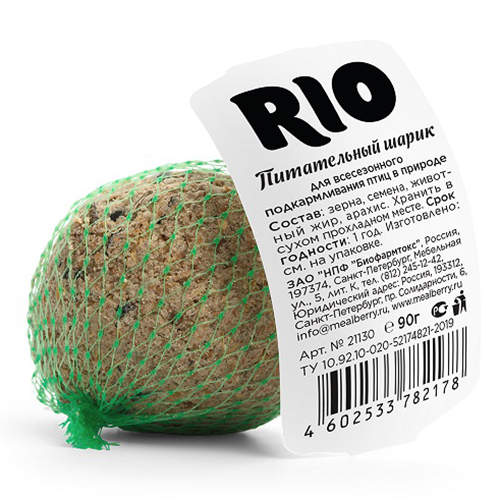 RIO
Питательный шарик
для всесезонного
подкармливания птиц в природе
Состав: зерна, семена, живот-
ный жир, арахис. Хранить в
сухом прохладном месте. Срок
годности: 1 год. Изготовлено:
см. на упаковке.
ЗАО "НПФ "Биофармтокс", Россия,
197374, Санкт-Петербург, Мебельная
ул., 5, лит. К, тел. (812) 245-12-42,
Юридический адрес: Россия, 193312,
Санкт-Петербург, пр. Солидарности, 6,
info@mealberry.com, www.mealberry.com
Арт. № 21130 ℮ 90г
ТУ 10.92.10-020-52174821-2019
4 602533 782178